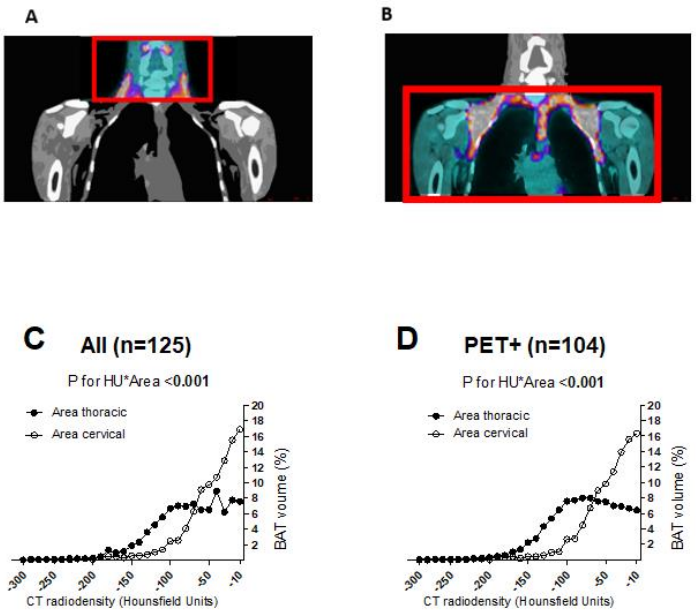 A
B
C All (n=125)
P for HU*Area <0.001
Area thoracic
Area cervical
20
18
16
14
12
10
8
6
4
2
BAT voume (%)
-300
-250
-200
-150
-100
-50
-10
CT radiodensity (Hounsfield Units)
D PET+ (n=104)
P for HU*Area <0.001
Area thoracic
Area cervical
20
18
16
14
12
10
8
6
4
2
BAT volume (%)
-300
-250
-200
-150
-100
-50
-10
CT radiodensity (Hounsfield Units)